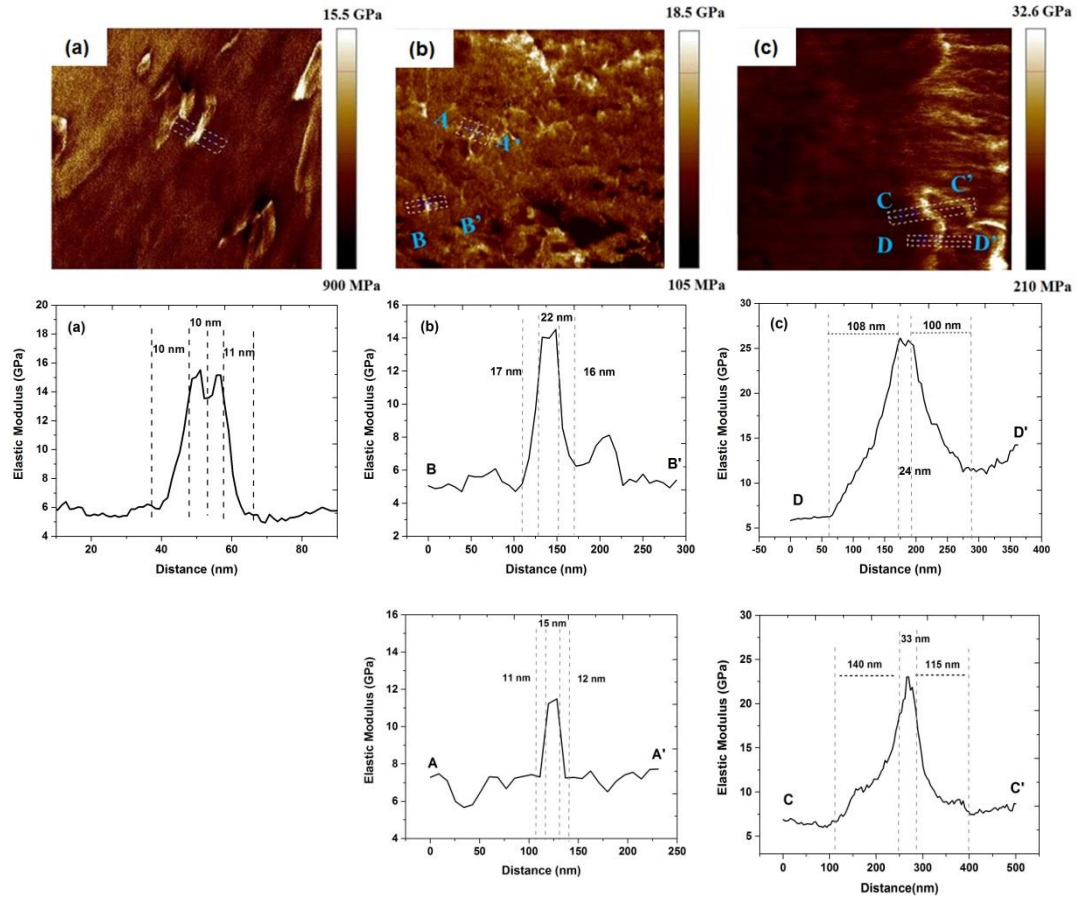 15.5 GPa
(a)
900 MPa
18.5 GPa
(b)
A
A'
B
B'
105 MPa
32.6 GPa
(c)
C
C'
D
D'
210 MPa
(a)
10 nm
10 nm
11 nm
20
18
16
14
12
10
8
6
4
Elastic Modulus (GPa)
20
40
60
80
Distance (nm)
(b)
22 nm
17 nm
16 nm
B
B'
16
14
12
10
8
6
4
2
Elastic Modulus (GPa)
0
50
100
150
200
250
300
Distance (nm)
(c)
108 nm
100 nm
24 nm
D
D'
30
25
20
15
10
5
Elastic Modulus (GPa)
-50
0
50
100
150
200
250
300
350
400
Distance (nm)
15 nm
11 nm
12 nm
A
A'
16
14
12
10
8
6
4
Elastic Modulus (GPa)
0
50
100
150
200
250
Distance (nm)
33 nm
140 nm
115 nm
C
C'
30
25
20
15
10
5
Elastic Modulus (GPa)
0
100
200
300
400
500
Distance(nm)